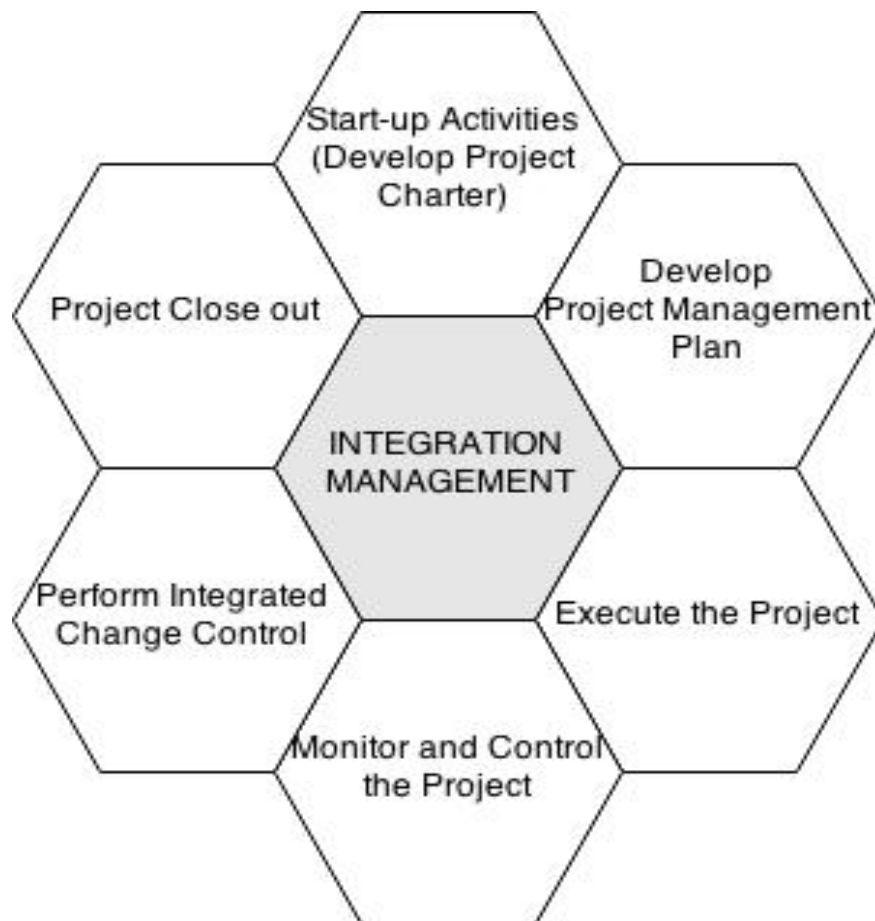 Start-up Activities
(Develop Project
Charter)
Develop
Project Management
Plan
Project Close out
INTEGRATION
MANAGEMENT
Perform Integrated
Change Control
Execute the Project
Monitor and Control
the Project